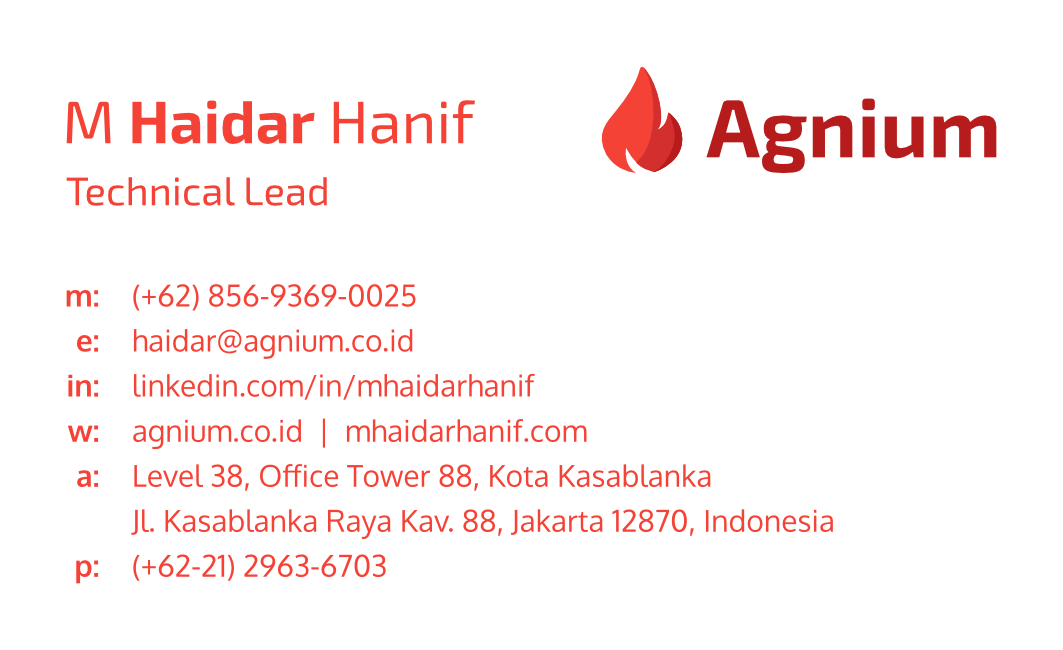 M Haidar Hanif
Agnium
Technical Lead
m: (+62) 856-9369-0025
e: haidar@agnium.co.id
in: linkedin.com/in/mhaidarhanif
w: agnium.co.id | mhaidarhanif.com
a: Level 38, Office Tower 88, Kota Kasablanka
Jl. Kasablanka Raya Kav. 88, Jakarta 12870, Indonesia
p: (+62-21) 2963-6703